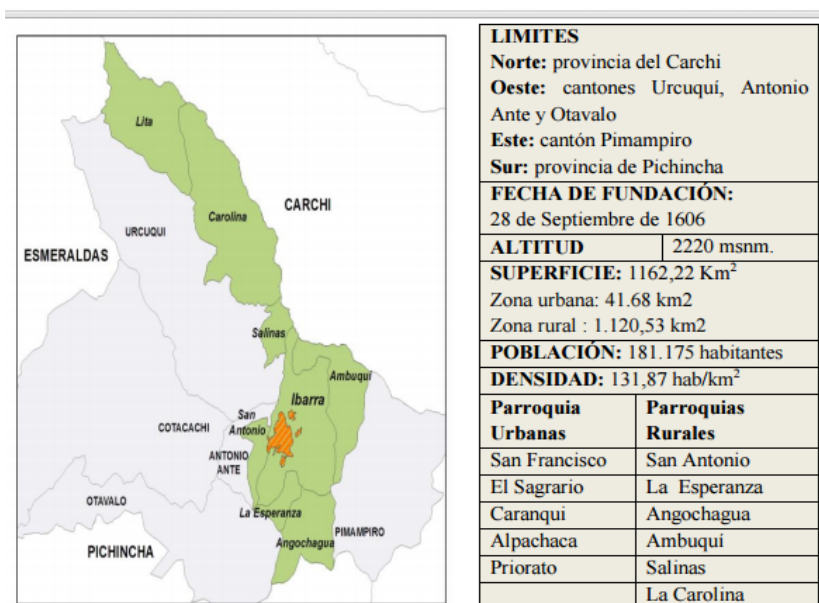 Lita
CARCHI
Carolina
URCUQUI
ESMERALDAS
Salinas
Ambuquí
Ibarra
San
Antonio
COTACACHI
ANTONIO
ANTE
OTAVALO
La Esperanza
PIMAMPIRO
Angochagua
PICHINCHA
LIMITES
Norte: provincia del Carchi
Oeste: cantones Urcuquí, Antonio
Ante y Otavalo
Este: cantón Pimampiro
Sur: provincia de Pichincha
FECHA DE FUNDACIÓN:
28 de Septiembre de 1606
ALTITUD 2220 msnm.
SUPERFICIE: 1162,22 Km²
Zona urbana: 41.68 km2
Zona rural : 1.120,53 km2
POBLACIÓN: 181.175 habitantes
DENSIDAD: 131,87 hab/km²
Parroquia Parroquias
Urbanas Rurales
San Francisco San Antonio
El Sagrario La Esperanza
Caranqui Angochagua
Alpachaca Ambuquí
Priorato Salinas
La Carolina